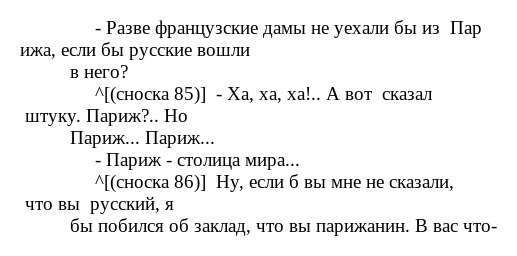 - Разве французские дамы не уехали бы из  Пар
ижа, если бы русские вошли
в него?
^[(сноска 85)]  - Ха, ха, ха!.. А вот  сказал
штуку. Париж?.. Но
Париж... Париж...
- Париж - столица мира...
^[(сноска 86)]  Ну, если б вы мне не сказали,
что вы  русский, я
бы побился об заклад, что вы парижанин. В вас что-